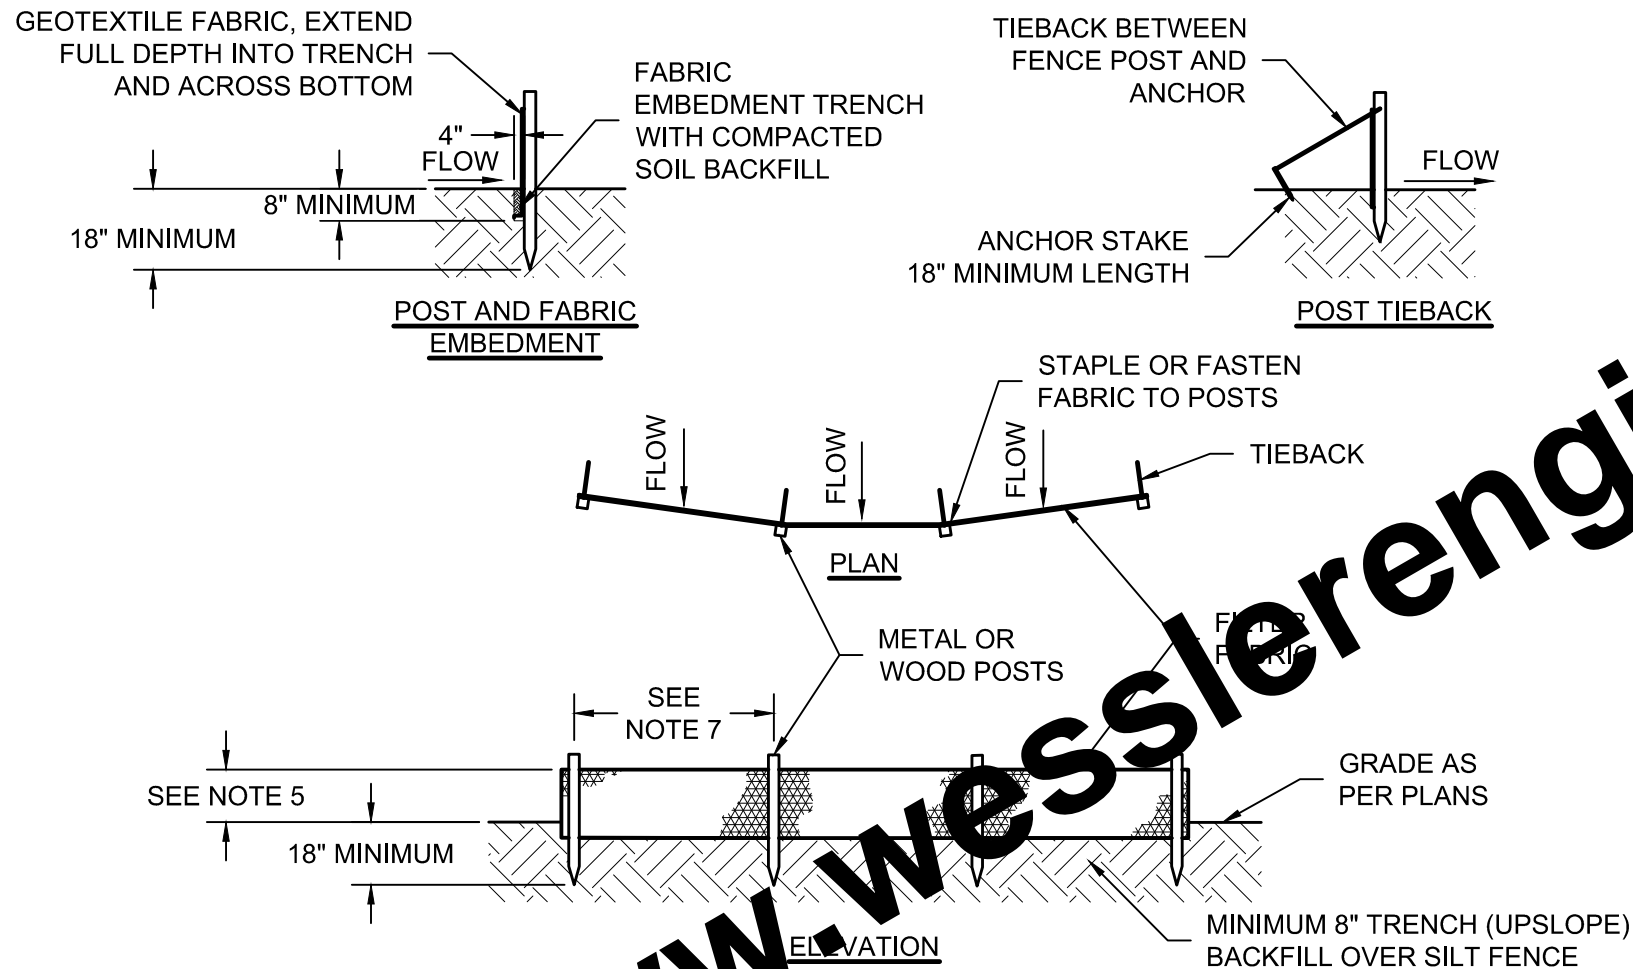 GEOTEXTILE FABRIC, EXTEND
FULL DEPTH INTO TRENCH
AND ACROSS BOTTOM
FABRIC
EMBEDMENT TRENCH
WITH COMPACTED
SOIL BACKFILL
4"
FLOW
8" MINIMUM
18" MINIMUM
POST AND FABRIC
EMBEDMENT
TIEBACK BETWEEN
FENCE POST AND
ANCHOR
FLOW
ANCHOR STAKE
18" MINIMUM LENGTH
POST TIEBACK
STAPLE OR FASTEN
FABRIC TO POSTS
FLOW
FLOW
FLOW
TIEBACK
PLAN
METAL OR
WOOD POSTS
FILTER
FABRIC
SEE
NOTE 7
SEE NOTE 5
18" MINIMUM
GRADE AS
PER PLANS
ELEVATION
MINIMUM 8" TRENCH (UPSLOPE)
BACKFILL OVER SILT FENCE
w.wesslerengi